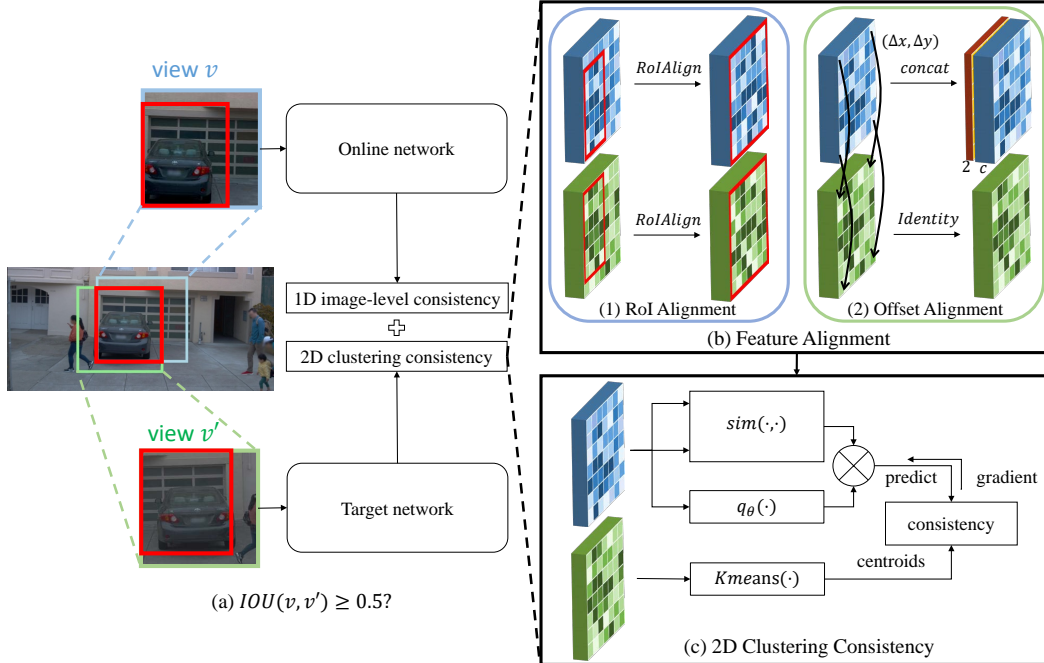 view 𝑣
Online network
1D image-level consistency
2D clustering consistency
view 𝑣′
Target network
(a) 𝐼𝑂𝑈(𝑣, 𝑣′) ≥ 0.5?
𝑅𝑜𝐼𝐴𝑙𝑖𝑔𝑛
𝑅𝑜𝐼𝐴𝑙𝑖𝑔𝑛
(1) RoI Alignment
(Δ𝑥, Δ𝑦)
𝑐𝑜𝑛𝑐𝑎𝑡
2 𝑐
𝐼𝑑𝑒𝑛𝑡𝑖𝑡𝑦
(2) Offset Alignment
(b) Feature Alignment
𝑠𝑖𝑚(·,·)
𝑞𝜃(·)
predict
gradient
consistency
centroids
𝐾𝑚𝑒𝑎𝑛𝑠(·)
(c) 2D Clustering Consistency